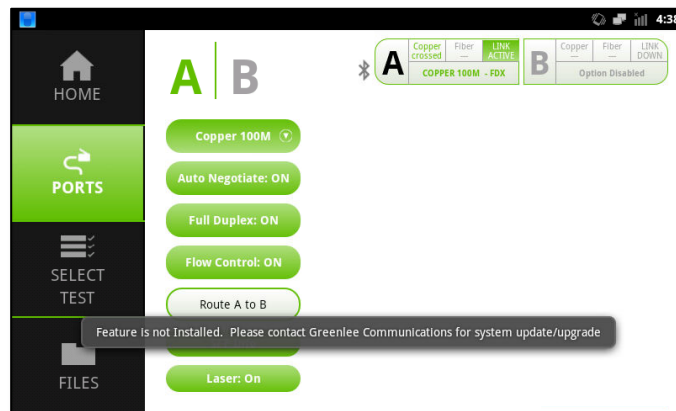 4:38
HOME
PORTS
SELECT
TEST
FILES
A B
A
Copper
crossed
Fiber
—
LINK
ACTIVE
COPPER 100M - FDX
B
Copper
—
Fiber
—
LINK
DOWN
Option Disabled
Copper 100M
Auto Negotiate: ON
Full Duplex: ON
Flow Control: ON
Route A to B
Feature is not Installed. Please contact Greenlee Communications for system update/upgrade
Laser: On